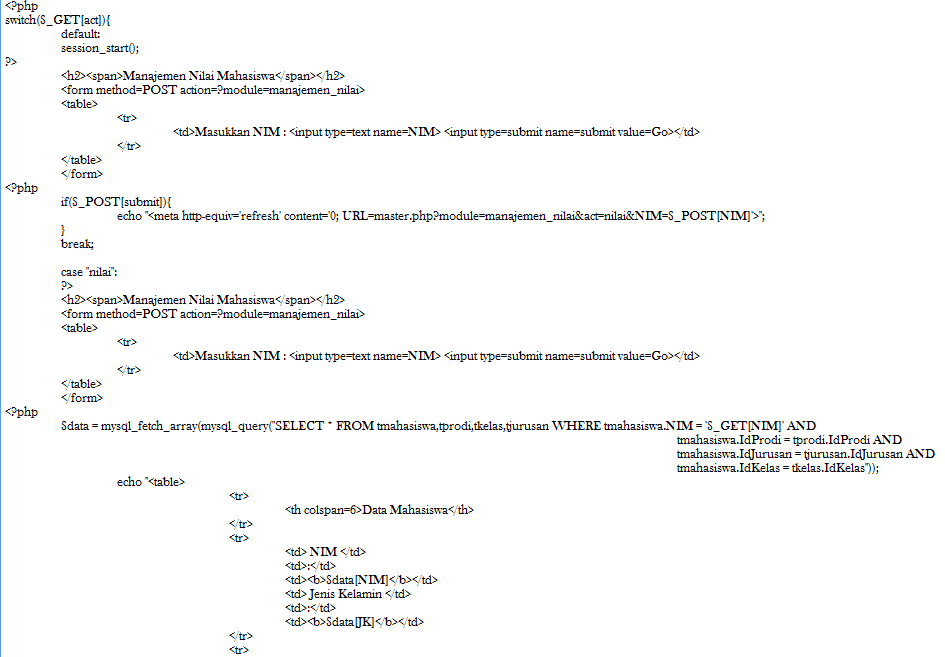 <?php
switch($_GET[act]){
default:
session_start();
?>
<h2><span>Manajemen Nilai Mahasiswa</span></h2>
<form method=POST action=?module=manajemen_nilai>
<table>
<tr>
<td>Masukkan NIM : <input type=text name=NIM> <input type=submit name=submit value=Go></td>
</tr>
</table>
</form>
<?php
if($_POST[submit]){
echo "<meta http-equiv='refresh' content='0; URL=master.php?module=manajemen_nilai&act=nilai&NIM=$_POST[NIM]'>";
}
break;
case "nilai":
?>
<h2><span>Manajemen Nilai Mahasiswa</span></h2>
<form method=POST action=?module=manajemen_nilai>
<table>
<tr>
<td>Masukkan NIM : <input type=text name=NIM> <input type=submit name=submit value=Go></td>
</tr>
</table>
</form>
<?php
$data = mysql_fetch_array(mysql_query("SELECT * FROM tmahasiswa,tprodi,tkelas,tjurusan WHERE tmahasiswa.NIM = '$_GET[NIM]' AND
tmahasiswa.IdProdi = tprodi.IdProdi AND
tmahasiswa.IdJurusan = tjurusan.IdJurusan AND
tmahasiswa.IdKelas = tkelas.IdKelas"));
echo "<table>
<tr>
<th colspan=6>Data Mahasiswa</th>
</tr>
<tr>
<td> NIM </td>
<td>:</td>
<td><b>$data[NIM]</b></td>
<td> Jenis Kelamin </td>
<td>:</td>
<td><b>$data[JK]</b></td>
</tr>
<tr>